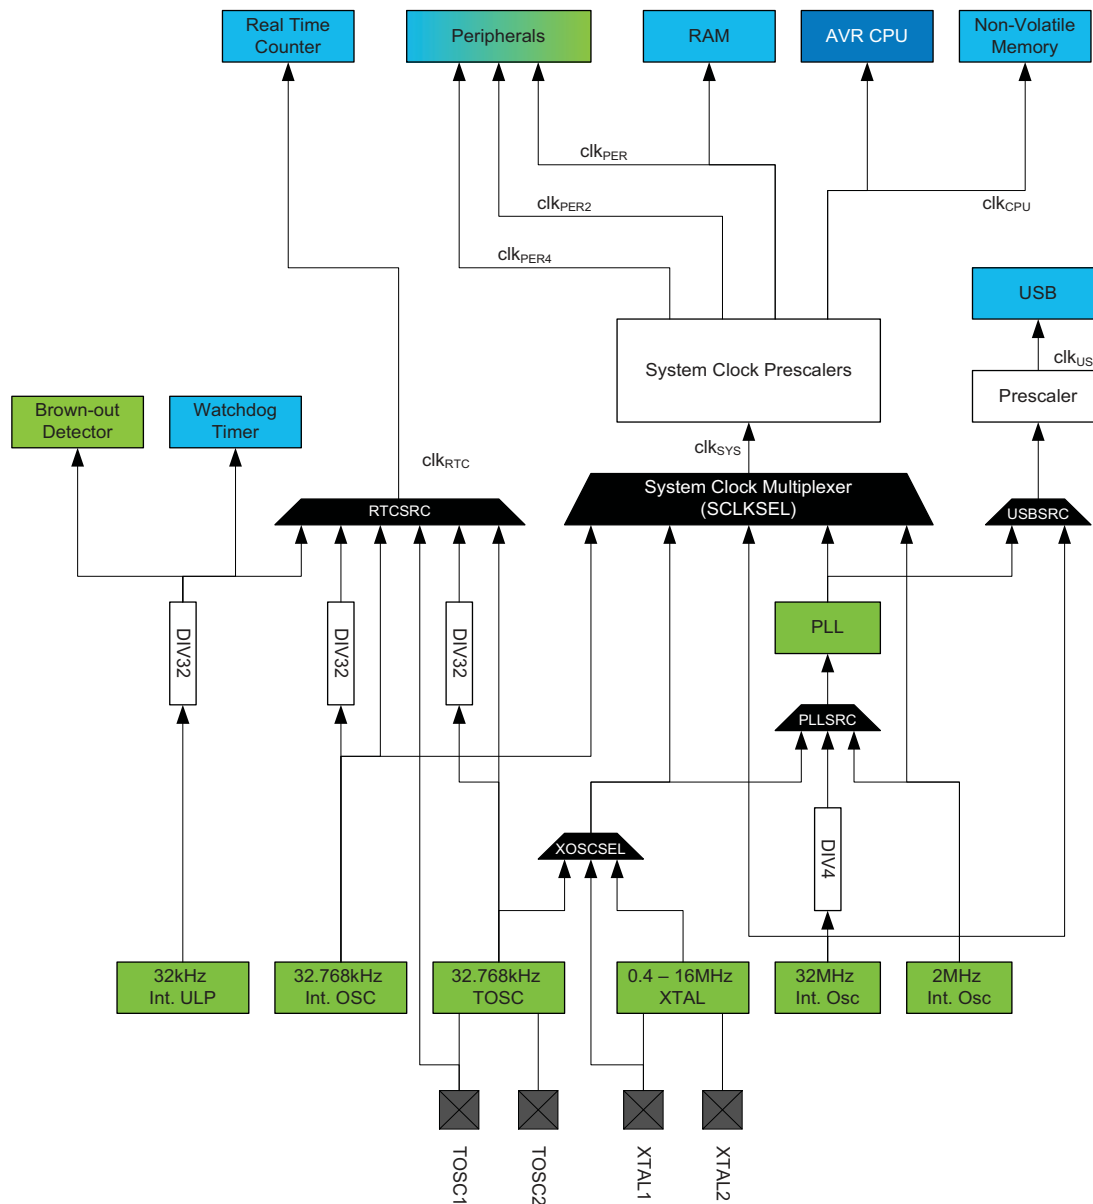 Real Time
Counter
Peripherals
RAM
AVR CPU
Non-Volatile
Memory
clkPER
clkPER2
clkCPU
clkPER4
USB
System Clock Prescalers
clkUS
Prescaler
Brown-out
Detector
Watchdog
Timer
clkSYS
clkRTC
System Clock Multiplexer
(SCLKSEL)
RTCSRC
USBSRC
DIV32
DIV32
DIV32
PLL
PLLSRC
XOSCSEL
DIV4
32kHz
Int. ULP
32.768kHz
Int. OSC
32.768kHz
TOSC
0.4 – 16MHz
XTAL
32MHz
Int. Osc
2MHz
Int. Osc
TOSC1
TOSC2
XTAL1
XTAL2